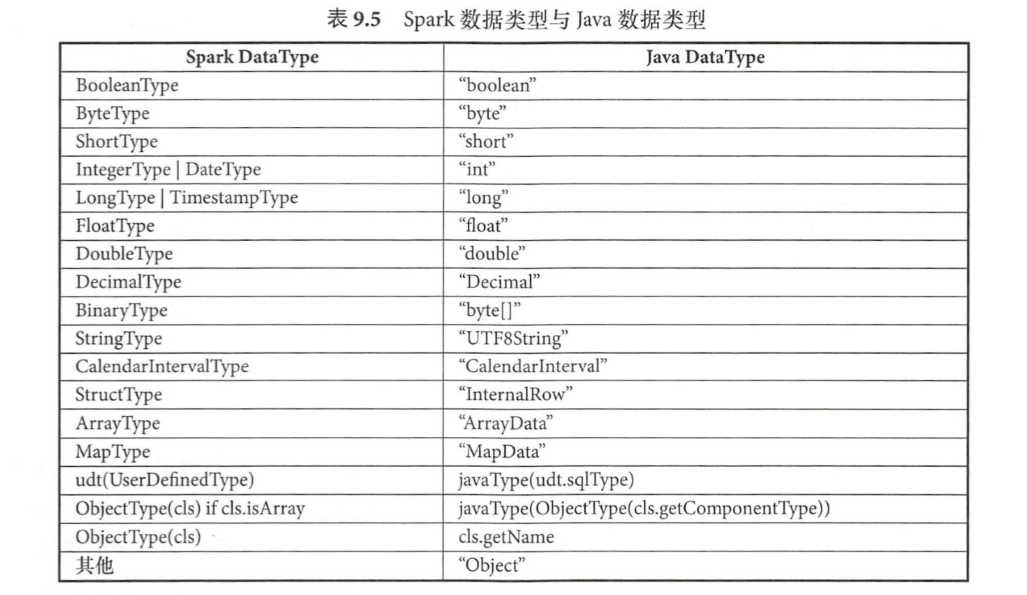 表 9.5 Spark 数据类型与 Java 数据类型
Spark DataType Java DataType
BooleanType “boolean”
ByteType “byte”
ShortType “short”
IntegerType | DateType “int”
LongType | TimestampType “long”
FloatType “float”
DoubleType “double”
DecimalType “Decimal”
BinaryType “byte[]”
StringType “UTF8String”
CalendarIntervalType “CalendarInterval”
StructType “InternalRow”
ArrayType “ArrayData”
MapType “MapData”
udt(UserDefinedType) javaType(udt.sqlType)
ObjectType(cls) if cls.isArray javaType(ObjectType(cls.getComponentType))
ObjectType(cls) cls.getName
其他 “Object”